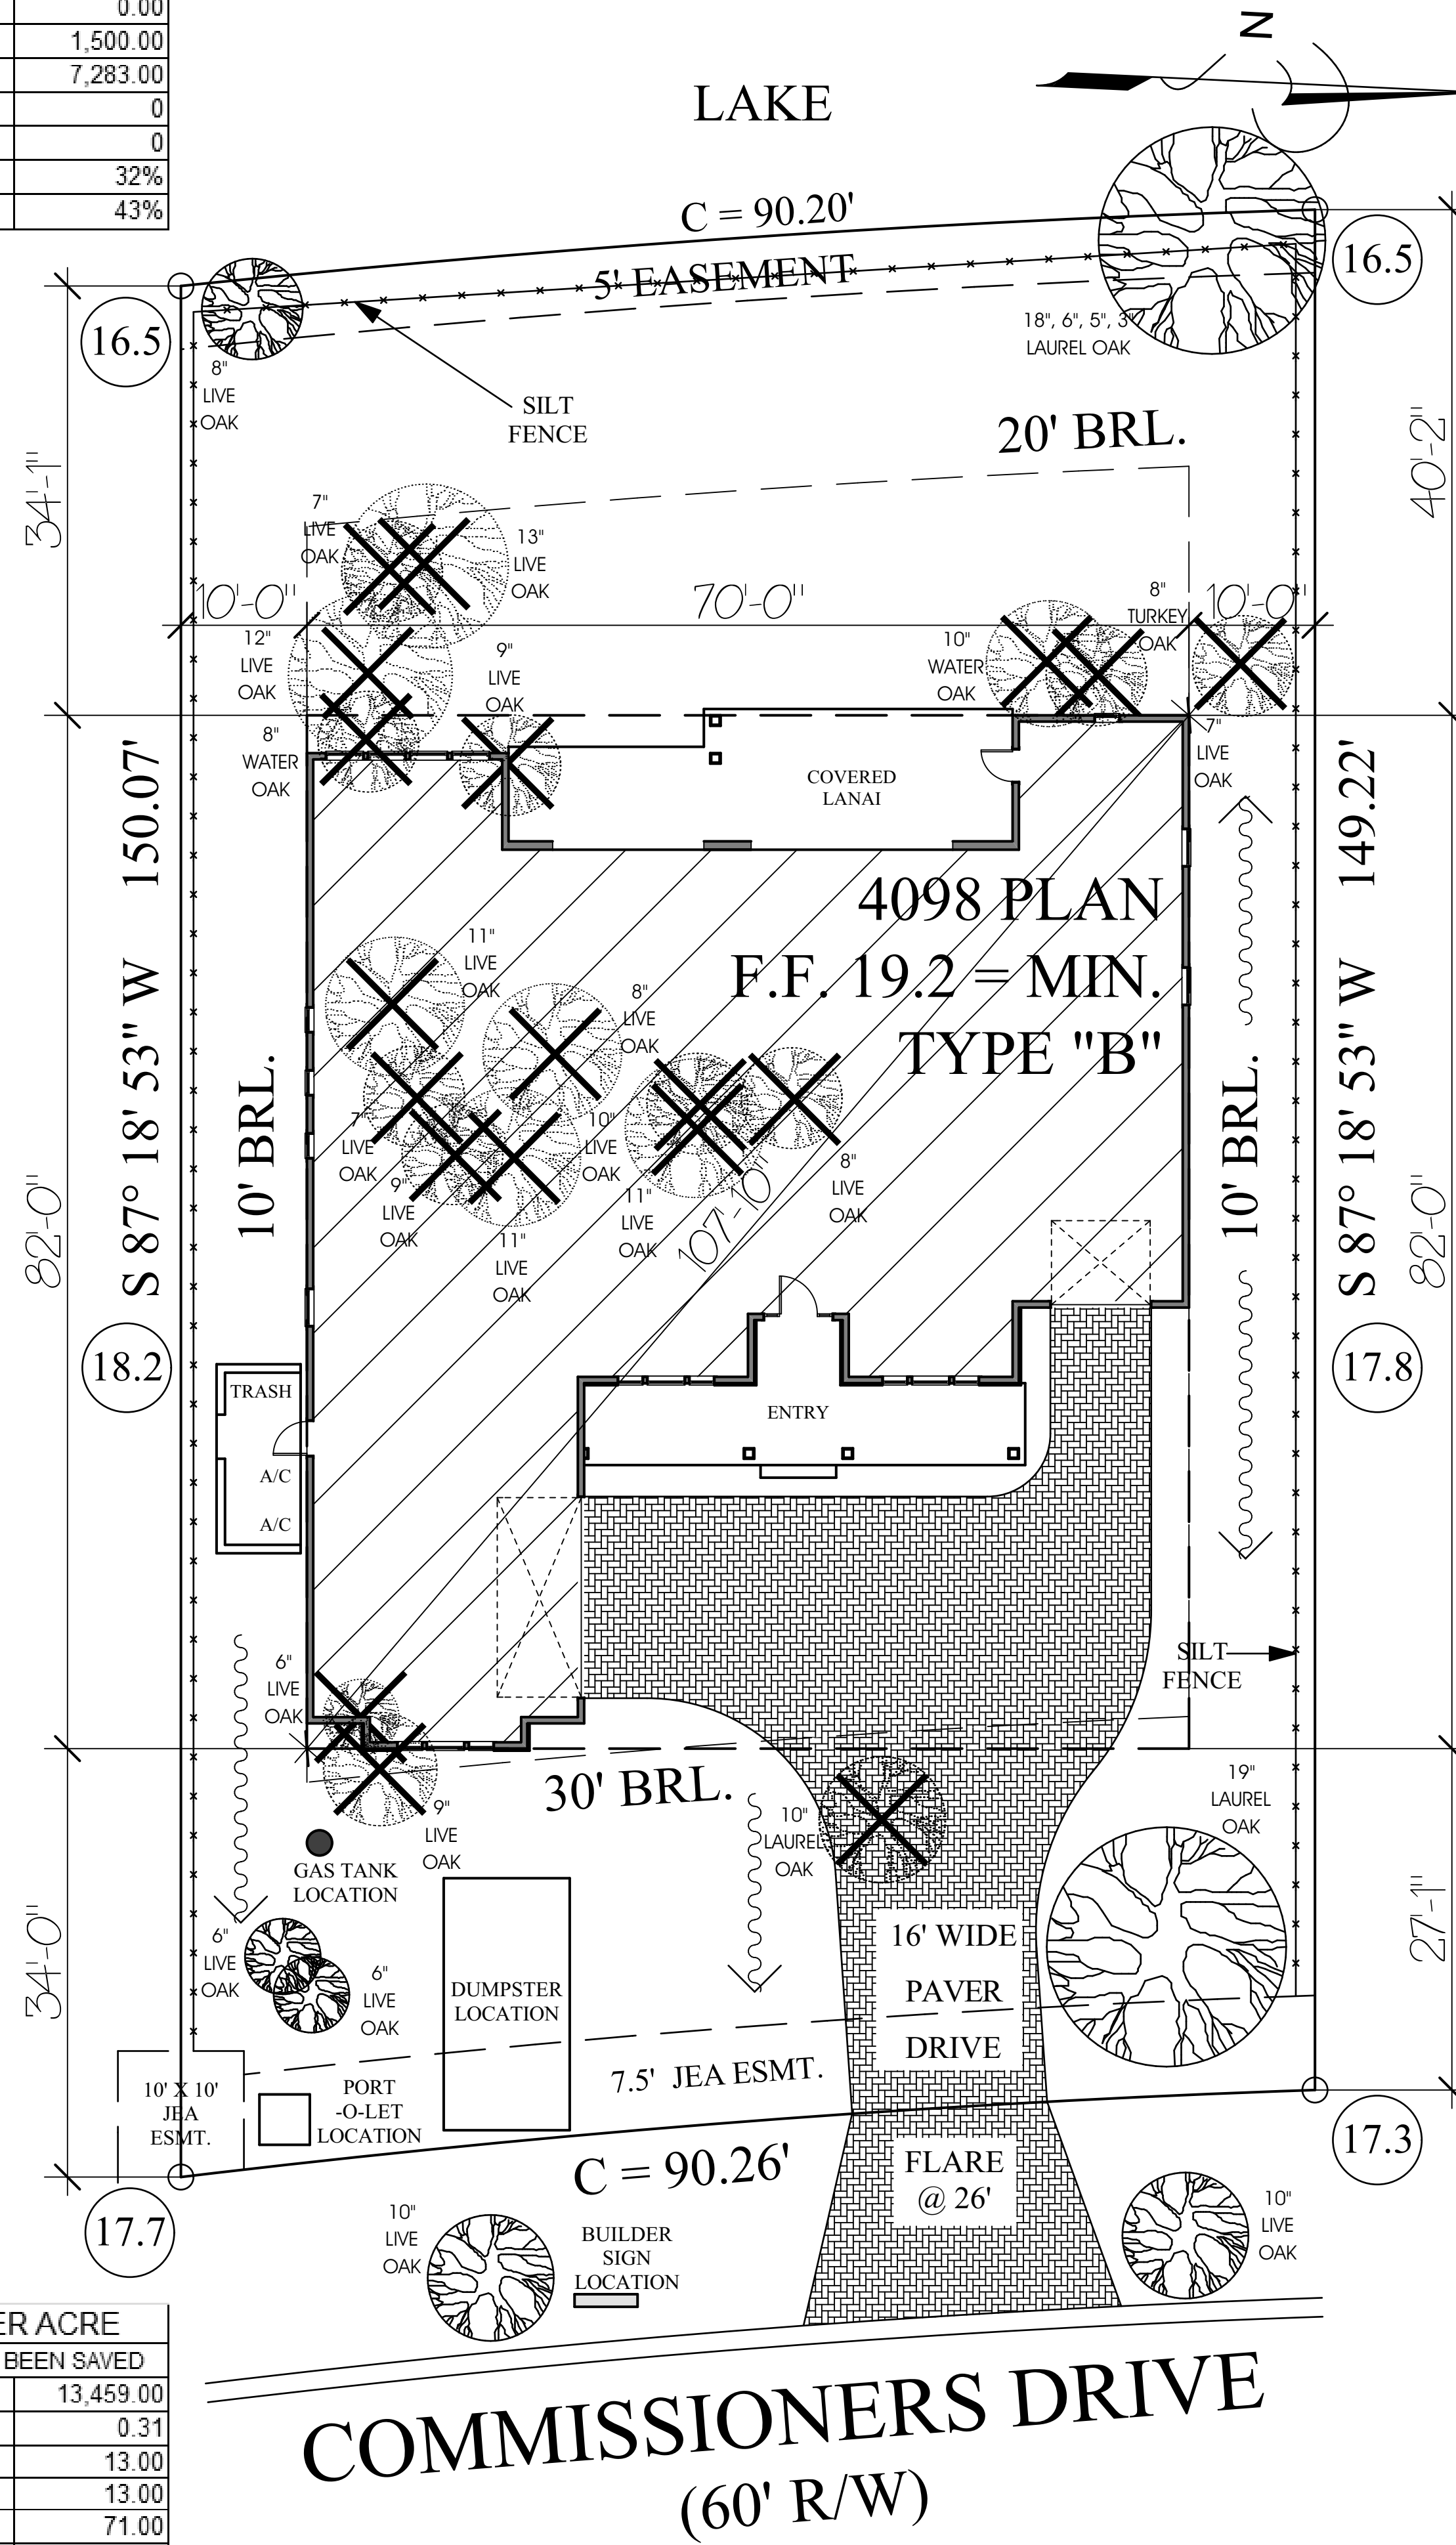 0.00
1,500.00
7,283.00
0
0
32%
43%
N
LAKE
C = 90.20'
5' EASEMENT
16.5
16.5
18", 6", 5", 3"
LAUREL OAK
8"
LIVE
OAK
SILT
FENCE
20' BRL.
34'-1"
40'-2"
7"
LIVE
OAK
13"
LIVE
OAK
10'-0"
70'-0"
10'-0"
8"
TURKEY
OAK
12"
LIVE
OAK
9"
LIVE
OAK
10"
WATER
OAK
8"
WATER
OAK
7"
LIVE
OAK
COVERED
LANAI
S 87° 18' 53" W 150.07'
S 87° 18' 53" W 149.22'
4098 PLAN
F.F. 19.2 = MIN.
TYPE "B"
11"
LIVE
OAK
8"
LIVE
OAK
10' BRL.
10' BRL.
7"
LIVE
OAK
10"
LIVE
OAK
9"
LIVE
OAK
11"
LIVE
OAK
11"
LIVE
OAK
8"
LIVE
OAK
107'-10"
82'-0"
82'-0"
18.2
17.8
TRASH
A/C
A/C
ENTRY
SILT
FENCE
6"
LIVE
OAK
30' BRL.
9"
LIVE
OAK
10"
LAUREL
OAK
19"
LAUREL
OAK
GAS TANK
LOCATION
34'-0"
27'-1"
6"
LIVE
OAK
6"
LIVE
OAK
DUMPSTER
LOCATION
16' WIDE
PAVER
DRIVE
7.5' JEA ESMT.
10' X 10'
JEA
ESMT.
PORT
-O-LET
LOCATION
17.3
C = 90.26'
FLARE
@ 26'
17.7
10"
LIVE
OAK
BUILDER
SIGN
LOCATION
10"
LIVE
OAK
ER ACRE
BEEN SAVED
13,459.00
0.31
13.00
13.00
71.00
COMMISSIONERS DRIVE
(60' R/W)